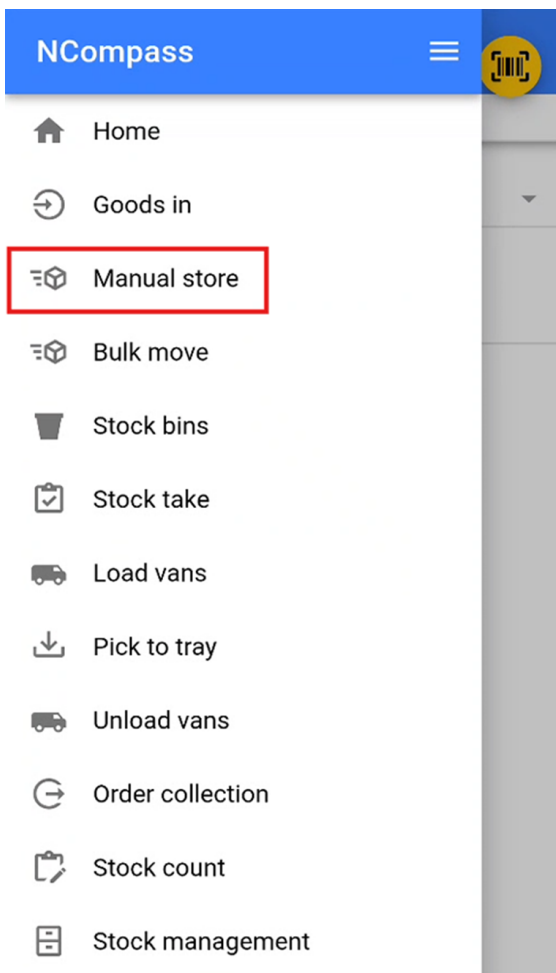 NCompass
Home
Goods in
Manual store
Bulk move
Stock bins
Stock take
Load vans
Pick to tray
Unload vans
Order collection
Stock count
Stock management